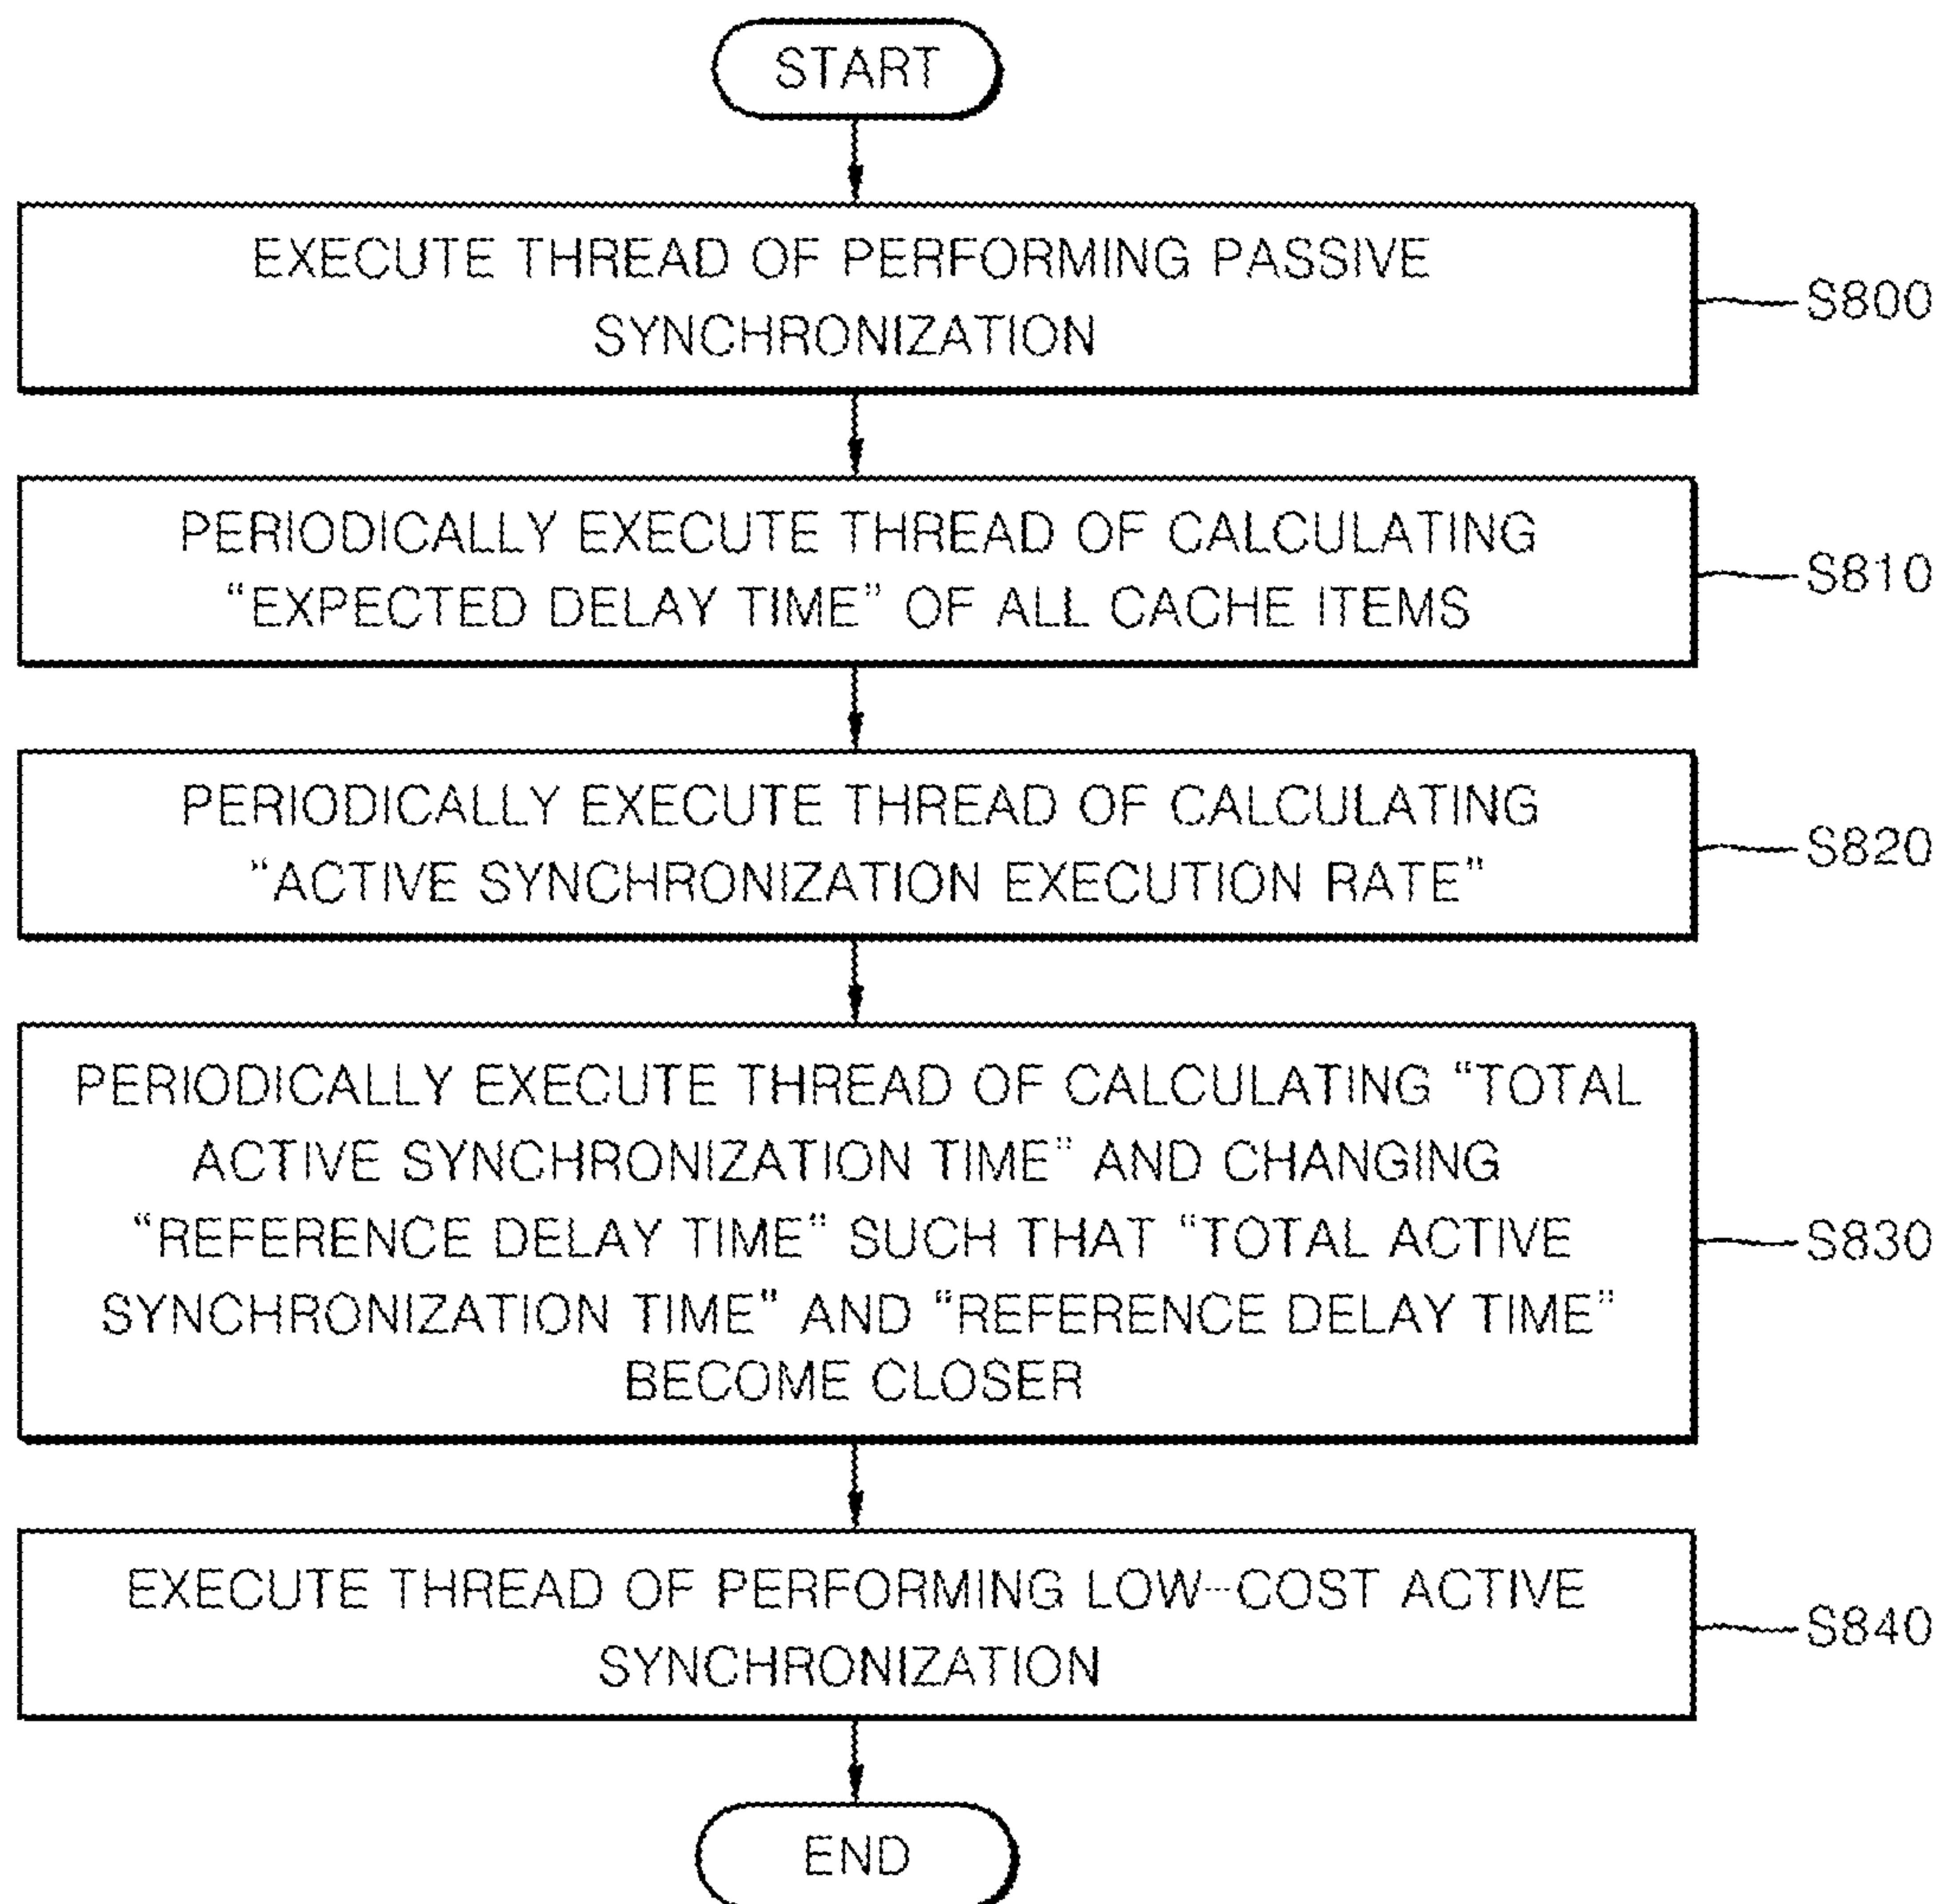 START
EXECUTE THREAD OF PERFORMING PASSIVE
SYNCHRONIZATION
S800
PERIODICALLY EXECUTE THREAD OF CALCULATING
“EXPECTED DELAY TIME” OF ALL CACHE ITEMS
S810
PERIODICALLY EXECUTE THREAD OF CALCULATING
“ACTIVE SYNCHRONIZATION EXECUTION RATE”
S820
PERIODICALLY EXECUTE THREAD OF CALCULATING “TOTAL
ACTIVE SYNCHRONIZATION TIME” AND CHANGING
“REFERENCE DELAY TIME” SUCH THAT “TOTAL ACTIVE
SYNCHRONIZATION TIME” AND “REFERENCE DELAY TIME”
BECOME CLOSER
S830
EXECUTE THREAD OF PERFORMING LOW-COST ACTIVE
SYNCHRONIZATION
S840
END